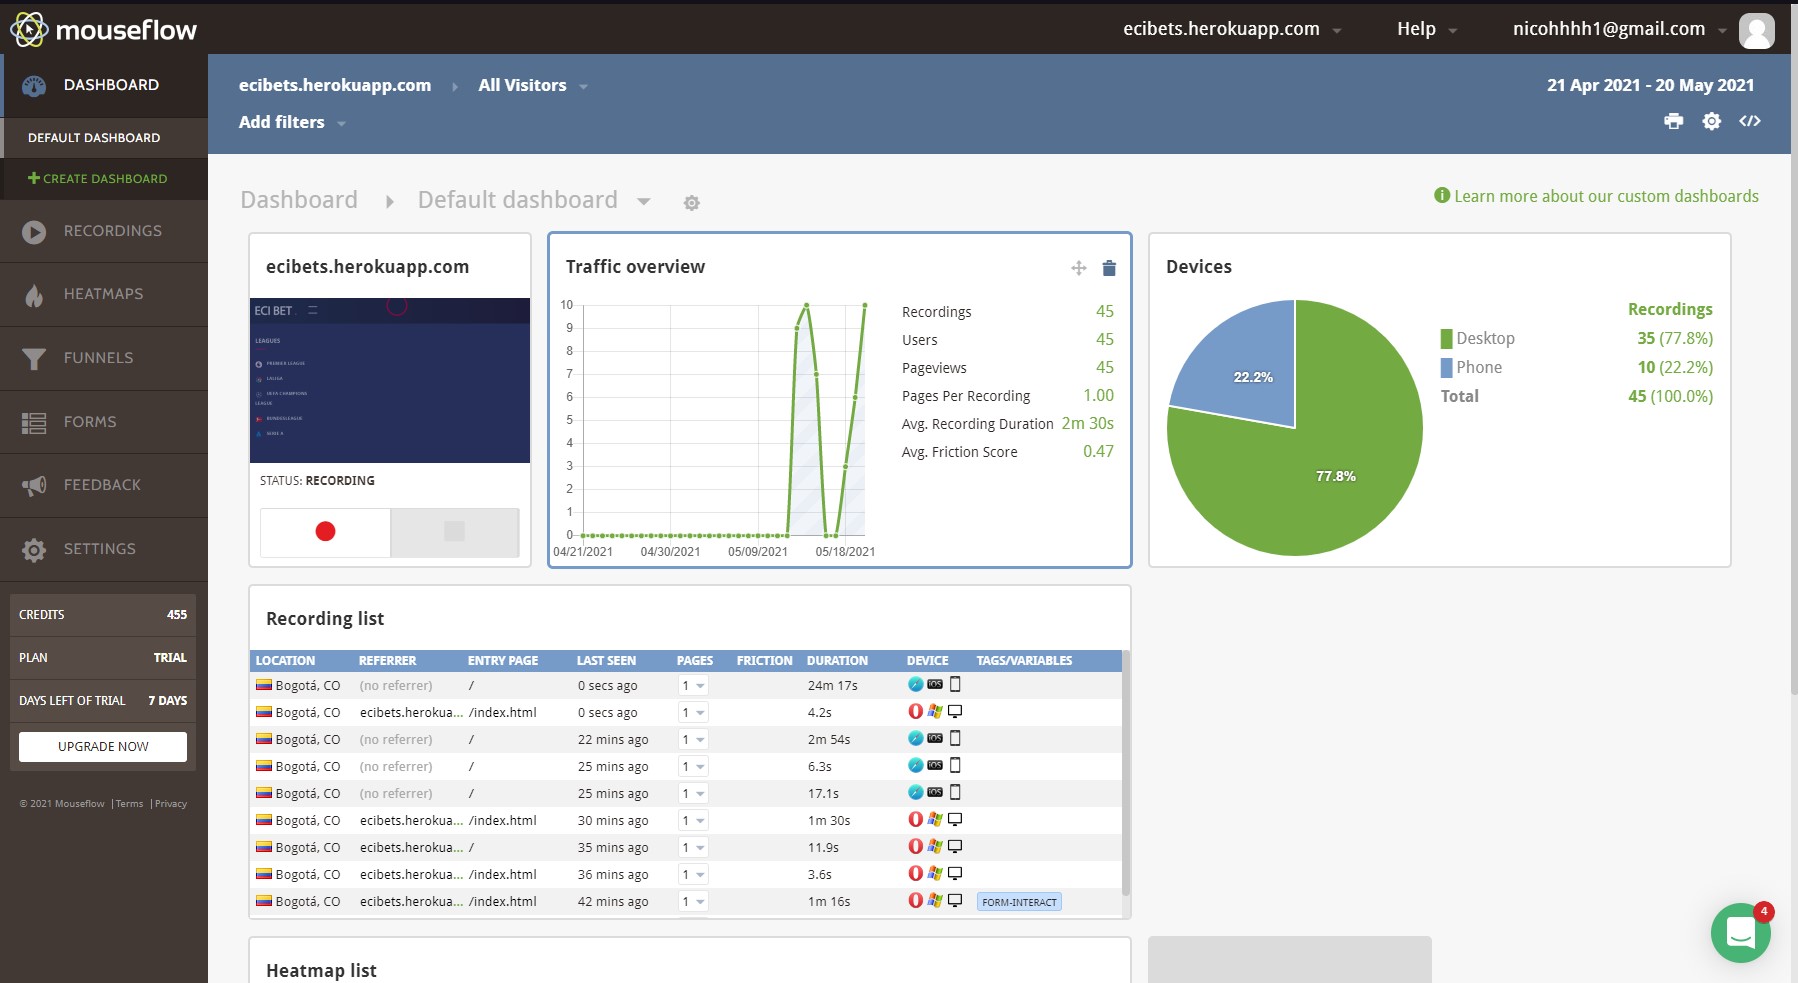 mouseflow
ecibets.herokuapp.com Help nicohhhh1@gmail.com
DASHBOARD
DEFAULT DASHBOARD
CREATE DASHBOARD
RECORDINGS
HEATMAPS
FUNNELS
FORMS
FEEDBACK
SETTINGS
CREDITS 455
PLAN TRIAL
DAYS LEFT OF TRIAL 7 DAYS
UPGRADE NOW
© 2021 Mouseflow |Terms |Privacy
ecibets.herokuapp.com All Visitors
Add filters
21 Apr 2021 - 20 May 2021
Dashboard Default dashboard
Learn more about our custom dashboards
ecibets.herokuapp.com
ECI BET
LEAGUES
PREMIER LEAGUE
LALIGA
UEFA CHAMPIONS
LEAGUE
BUNDESLEAGUE
SERIE A
STATUS: RECORDING
Traffic overview
10
9
8
7
6
5
4
3
2
1
0
04/21/2021 04/30/2021 05/09/2021 05/18/2021
Recordings 45
Users 45
Pageviews 45
Pages Per Recording 1.00
Avg. Recording Duration 2m 30s
Avg. Friction Score 0.47
Devices
22.2%
77.8%
Recordings
Desktop 35 (77.8%)
Phone 10 (22.2%)
Total 45 (100.0%)
Recording list
LOCATION REFERRER ENTRY PAGE LAST SEEN PAGES FRICTION DURATION DEVICE TAGS/VARIABLES
Bogotá, CO (no referrer) / 0 secs ago 1 24m 17s iOS
Bogotá, CO ecibets.herokua... /index.html 0 secs ago 1 4.2s
Bogotá, CO (no referrer) / 22 mins ago 1 2m 54s iOS
Bogotá, CO (no referrer) / 25 mins ago 1 6.3s iOS
Bogotá, CO (no referrer) / 25 mins ago 1 17.1s iOS
Bogotá, CO ecibets.herokua... /index.html 30 mins ago 1 1m 30s
Bogotá, CO ecibets.herokua... / 35 mins ago 1 11.9s
Bogotá, CO ecibets.herokua... /index.html 36 mins ago 1 3.6s
Bogotá, CO ecibets.herokua... /index.html 42 mins ago 1 1m 16s FORM-INTERACT
Heatmap list
4